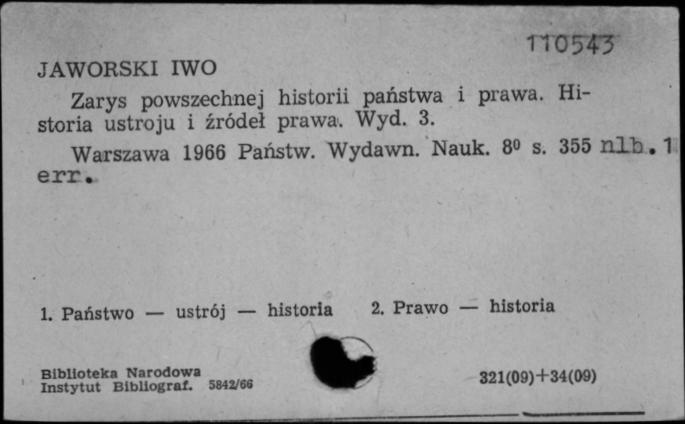 110543
JAWORSKI IWO
Zarys powszechnej historii państwa i prawa. Hi-
storia ustroju i źródeł prawa. Wyd. 3.
Warszawa 1966 Państw. Wydawn. Nauk. 8⁰ s. 355 nlb. 1
err.
1. Państwo — ustrój — historia 2. Prawo — historia
Biblioteka Narodowa
Instytut Bibliograf. 5842/66
321(09)+34(09)